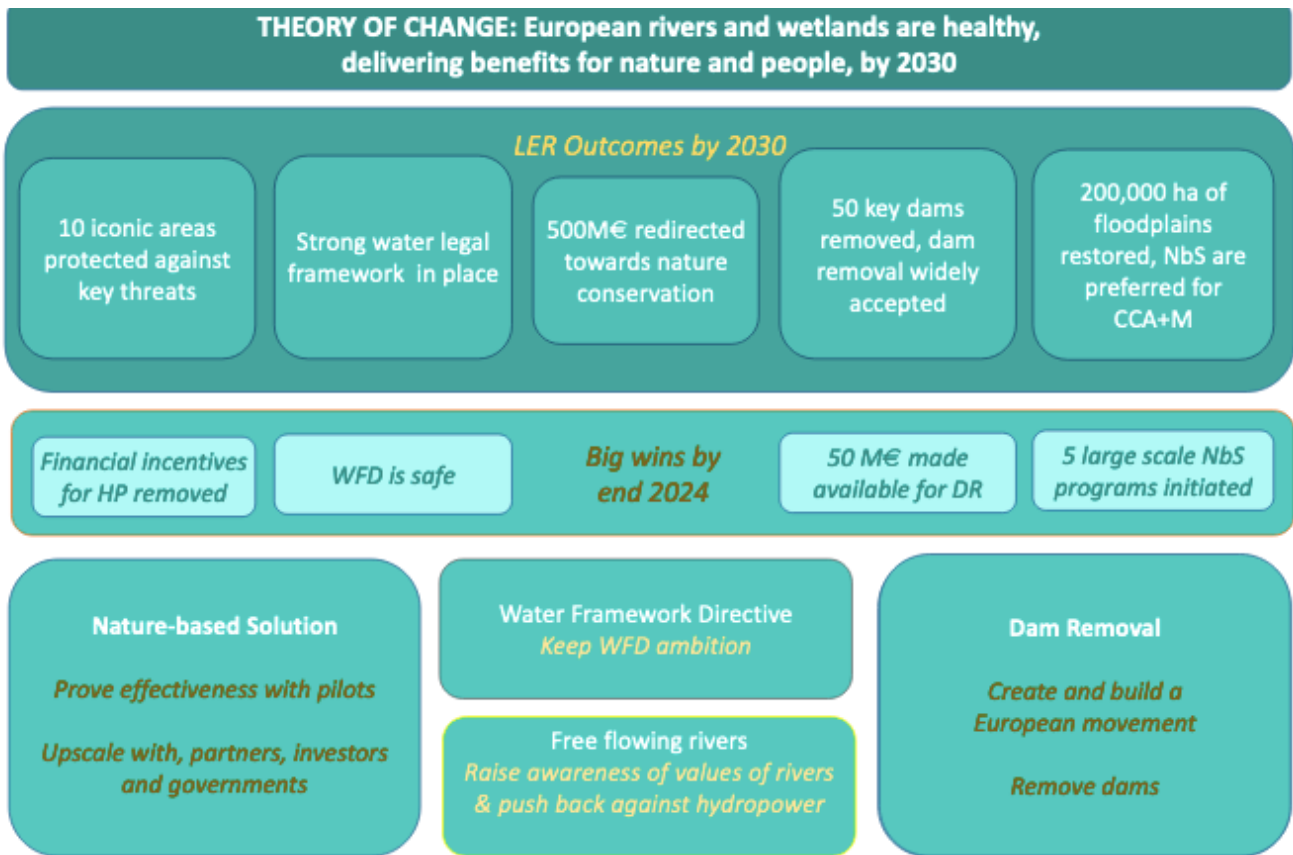 THEORY OF CHANGE: European rivers and wetlands are healthy,
delivering benefits for nature and people, by 2030
LER Outcomes by 2030
10 iconic areas
protected against
key threats
Strong water legal
framework in place
500M€ redirected
towards nature
conservation
50 key dams
removed, dam
removal widely
accepted
200,000 ha of
floodplains
restored, NbS are
preferred for
CCA+M
Financial incentives
for HP removed
WFD is safe
Big wins by
end 2024
50 M€ made
available for DR
5 large scale NbS
programs initiated
Nature-based Solution
Prove effectiveness with pilots
Upscale with, partners, investors
and governments
Water Framework Directive
Keep WFD ambition
Free flowing rivers
Raise awareness of values of rivers
& push back against hydropower
Dam Removal
Create and build a
European movement
Remove dams